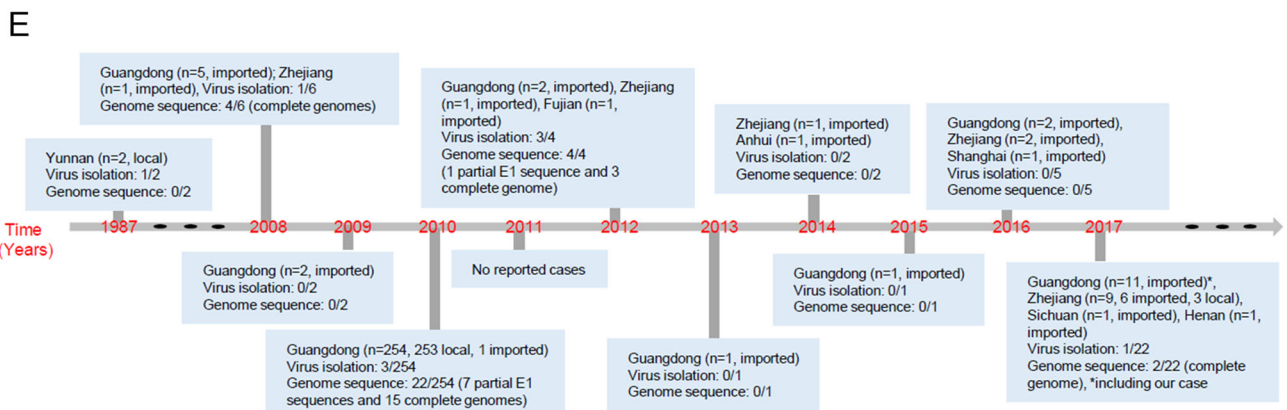 E
Guangdong (n=5, imported); Zhejiang
(n=1, imported), Virus isolation: 1/6
Genome sequence: 4/6 (complete genomes)
Guangdong (n=2, imported), Zhejiang
(n=1, imported), Fujian (n=1,
imported)
Virus isolation: 3/4
Genome sequence: 4/4
(1 partial E1 sequence and 3
complete genome)
Zhejiang (n=1, imported)
Anhui (n=1, imported)
Virus isolation: 0/2
Genome sequence: 0/2
Guangdong (n=2, imported),
Zhejiang (n=2, imported),
Shanghai (n=1, imported)
Virus isolation: 0/5
Genome sequence: 0/5
Yunnan (n=2, local)
Virus isolation: 1/2
Genome sequence: 0/2
Time
(Years)
1987 2008 2009 2010 2011 2012 2013 2014 2015 2016 2017
Guangdong (n=2, imported)
Virus isolation: 0/2
Genome sequence: 0/2
No reported cases
Guangdong (n=1, imported)
Virus isolation: 0/1
Genome sequence: 0/1
Guangdong (n=11, imported)*,
Zhejiang (n=9, 6 imported, 3 local),
Sichuan (n=1, imported), Henan (n=1,
imported)
Virus isolation: 1/22
Genome sequence: 2/22 (complete
genome), *including our case
Guangdong (n=254, 253 local, 1 imported)
Virus isolation: 3/254
Genome sequence: 22/254 (7 partial E1
sequences and 15 complete genomes)
Guangdong (n=1, imported)
Virus isolation: 0/1
Genome sequence: 0/1